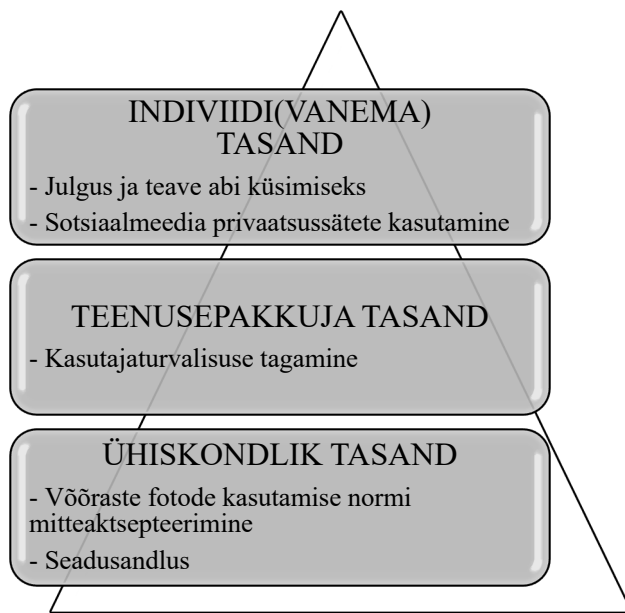 INDIVIIDI(VANEMA)
TASAND
- Julgus ja teave abi küsimiseks
- Sotsiaalmeedia privaatsussätete kasutamine
TEENUSEPAKKUJA TASAND
- Kasutajaturvalisuse tagamine
ÜHISKONDLIK TASAND
- Võõraste fotode kasutamise normi
mitteaktsepteerimine
- Seadusandlus